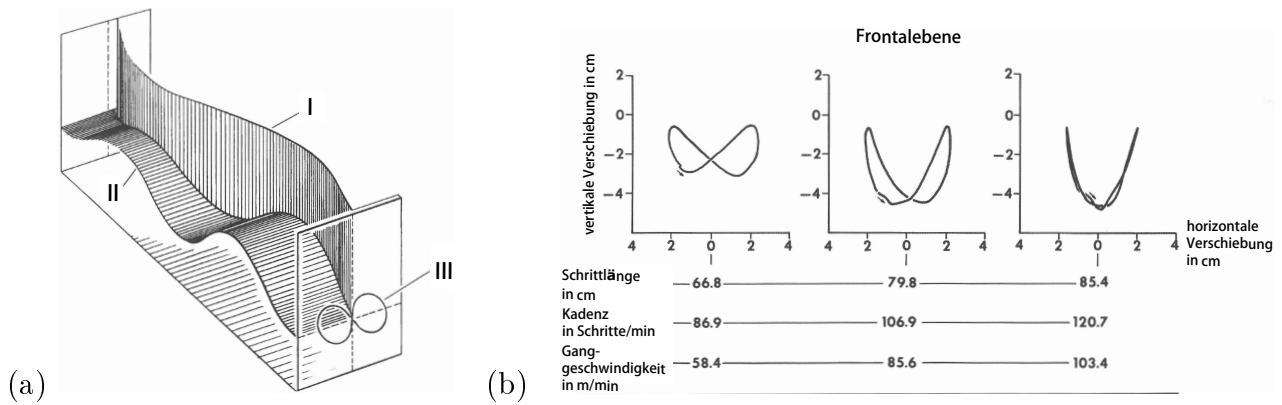 I
II
III
(a)
Frontalebene
vertikale Verschiebung in cm
2
0
−2
−4
4 2 0 2 4
2
0
−2
−4
4 2 0 2 4
2
0
−2
−4
4 2 0 2 4
horizontale
Verschiebung
in cm
Schrittlänge
in cm
66.8 79.8 85.4
Kadenz
in Schritte/min
86.9 106.9 120.7
Gang-
geschwindigkeit
in m/min
58.4 85.6 103.4
(b)